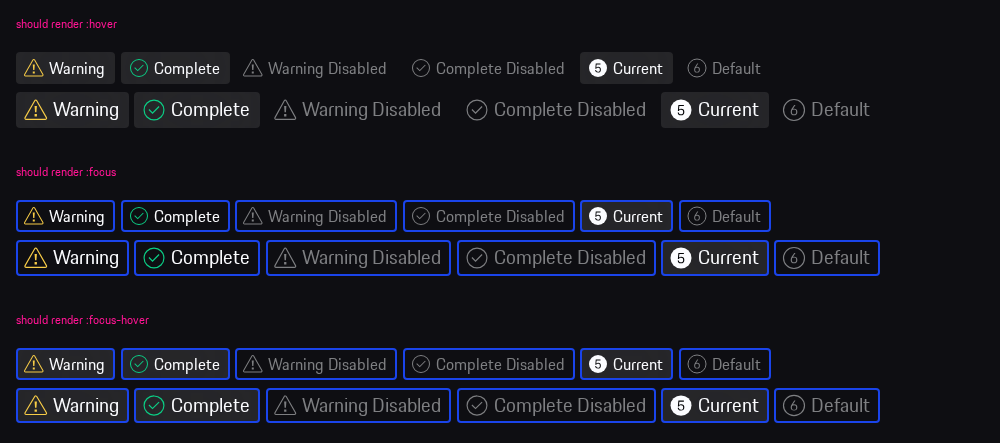 should render :hover
Warning Complete Warning Disabled Complete Disabled 5 Current 6 Default
Warning Complete Warning Disabled Complete Disabled 5 Current 6 Default
should render :focus
Warning Complete Warning Disabled Complete Disabled 5 Current 6 Default
Warning Complete Warning Disabled Complete Disabled 5 Current 6 Default
should render :focus-hover
Warning Complete Warning Disabled Complete Disabled 5 Current 6 Default
Warning Complete Warning Disabled Complete Disabled 5 Current 6 Default